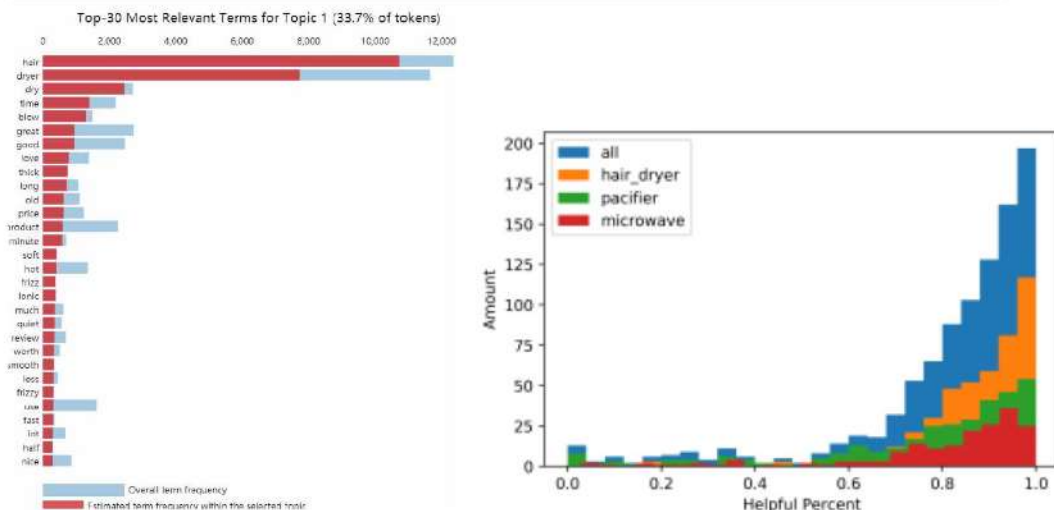 Top-30 Most Relevant Terms for Topic 1 (33.7% of tokens)
0 2,000 4,000 6,000 8,000 10,000 12,000
hair
dryer
dry
time
blow
great
good
love
thick
long
old
price
product
minute
soft
hot
frizz
ionic
much
quiet
review
worth
smooth
less
frizzy
use
fast
half
nice
Overall term frequency
Estimated term frequency within the selected topic
200
175
150
125
100
75
50
25
0
Amount
all
hair_dryer
pacifier
microwave
0.0 0.2 0.4 0.6 0.8 1.0
Helpful Percent